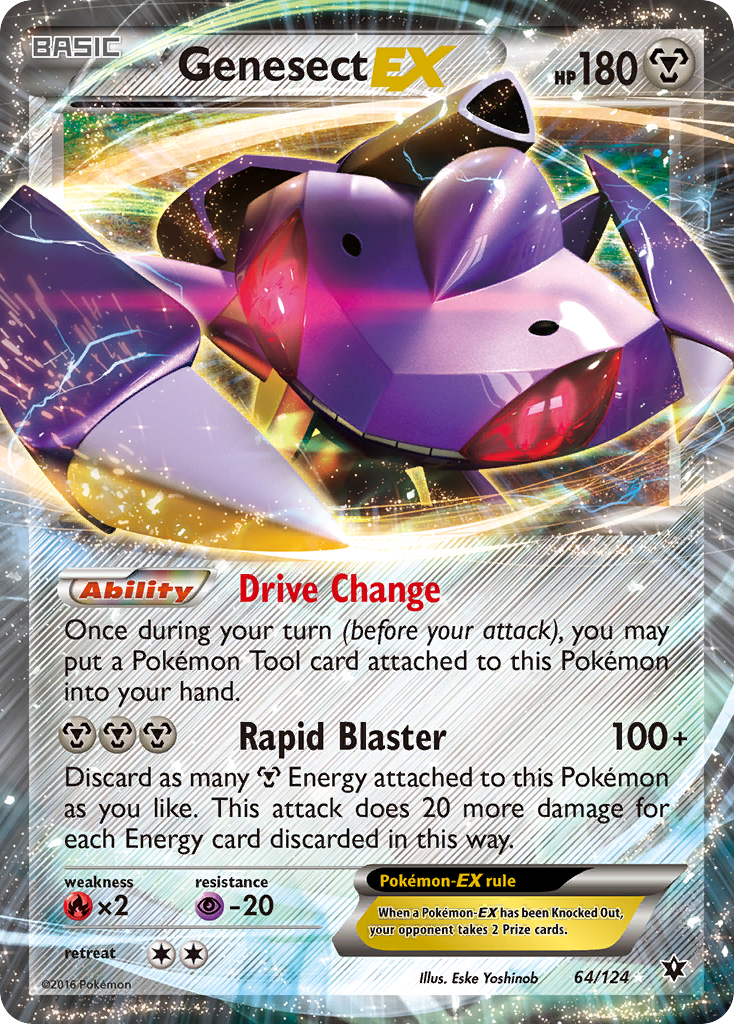 BASIC
Genesect EX
HP 180
Ability Drive Change
Once during your turn (before your attack), you may
put a Pokémon Tool card attached to this Pokémon
into your hand.
Rapid Blaster 100+
Discard as many Energy attached to this Pokémon
as you like. This attack does 20 more damage for
each Energy card discarded in this way.
weakness
×2
resistance
-20
retreat
Pokémon-EX rule
When a Pokémon-EX has been Knocked Out,
your opponent takes 2 Prize cards.
©2016 Pokémon
Illus. Eske Yoshinob
64/124